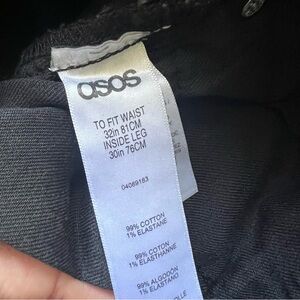 asos
TO FIT WAIST
32in 81CM
INSIDE LEG
30in 76CM
04069163
99% COTTON
1% ELASTANE
99% COTON
1% ELASTHANNE
99% ALGODÓN
1% ELASTANO